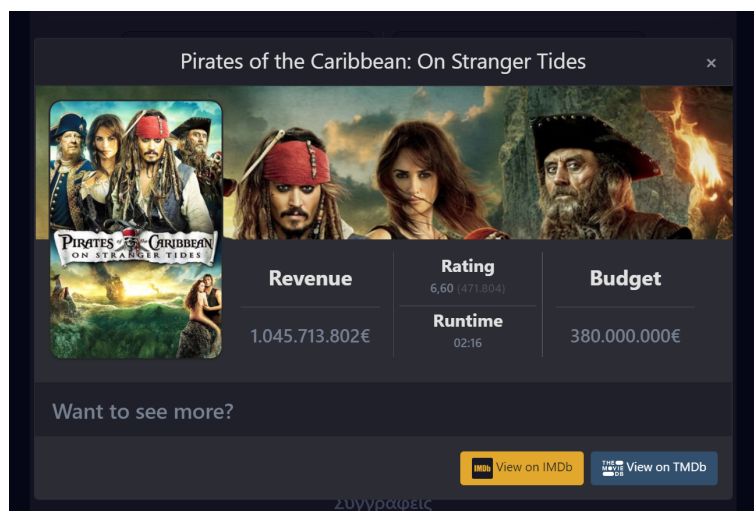 Pirates of the Caribbean: On Stranger Tides
×
PIRATES of the CARIBBEAN
ON STRANGER TIDES
Revenue
1.045.713.802€
Rating
6,60 (471.804)
Runtime
02:16
Budget
380.000.000€
Want to see more?
IMDb View on IMDb
THE MOVIE DB View on TMDb
Συγγραφείς